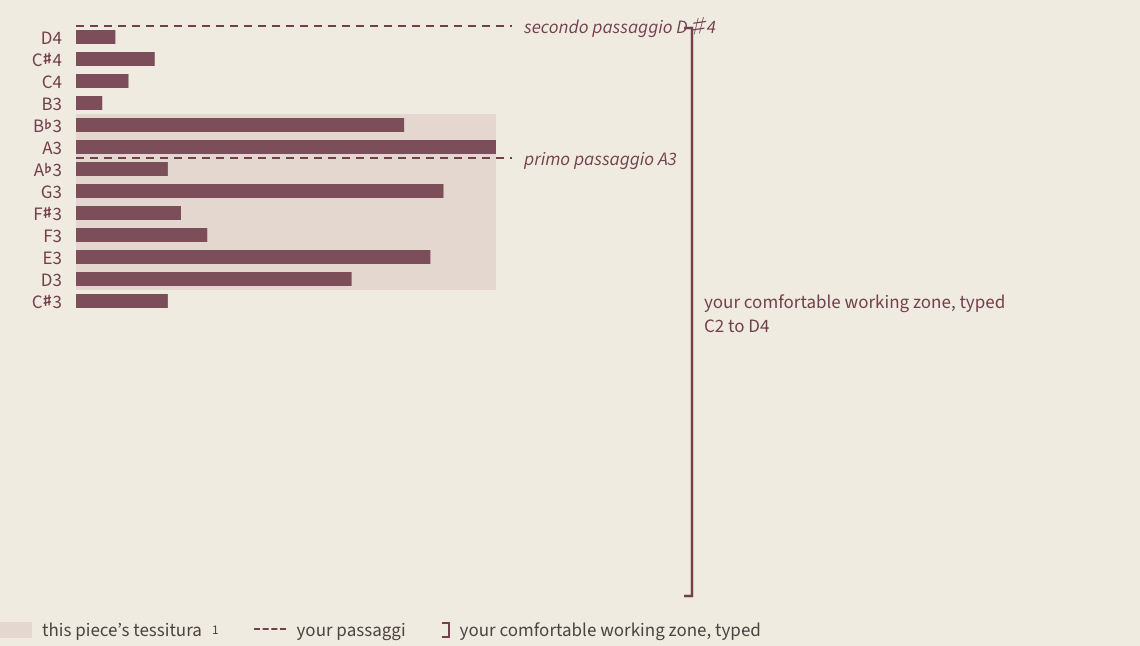 secondo passaggio D♯4
D4
C♯4
C4
B3
B♭3
A3
primo passaggio A3
A♭3
G3
F♯3
F3
E3
D3
C♯3
your comfortable working zone, typed
C2 to D4
this piece’s tessitura 1 your passaggi your comfortable working zone, typed